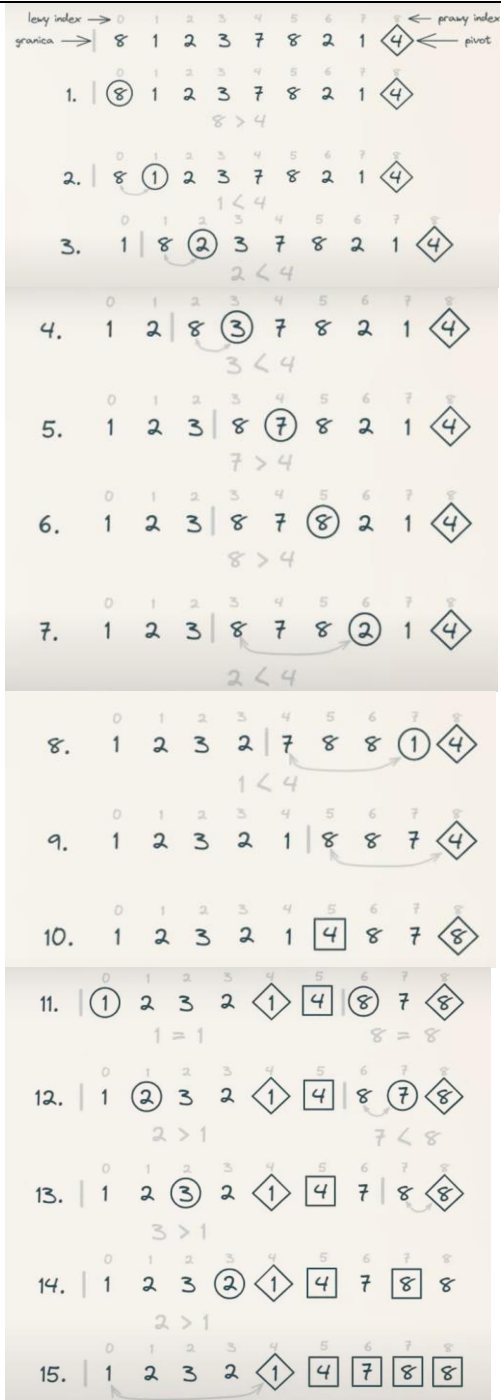 lewy index 0 1 2 3 4 5 6 7 8 prawy index
granica | 8 1 2 3 7 8 2 1 4 pivot
0 1 2 3 4 5 6 7 8
1. | 8 1 2 3 7 8 2 1 4
8 > 4
0 1 2 3 4 5 6 7 8
2. | 8 1 2 3 7 8 2 1 4
1 < 4
0 1 2 3 4 5 6 7 8
3. 1 | 8 2 3 7 8 2 1 4
2 < 4
0 1 2 3 4 5 6 7 8
4. 1 2 | 8 3 7 8 2 1 4
3 < 4
0 1 2 3 4 5 6 7 8
5. 1 2 3 | 8 7 8 2 1 4
7 > 4
0 1 2 3 4 5 6 7 8
6. 1 2 3 | 8 7 8 2 1 4
8 > 4
0 1 2 3 4 5 6 7 8
7. 1 2 3 | 8 7 8 2 1 4
2 < 4
0 1 2 3 4 5 6 7 8
8. 1 2 3 2 | 7 8 8 1 4
1 < 4
0 1 2 3 4 5 6 7 8
9. 1 2 3 2 1 | 8 8 7 4
0 1 2 3 4 5 6 7 8
10. 1 2 3 2 1 4 8 7 8
0 1 2 3 4 5 6 7 8
11. | 1 2 3 2 1 4 | 8 7 8
1 = 1 8 = 8
0 1 2 3 4 5 6 7 8
12. | 1 2 3 2 1 4 | 8 7 8
2 > 1 7 < 8
0 1 2 3 4 5 6 7 8
13. | 1 2 3 2 1 4 7 | 8 8
3 > 1
0 1 2 3 4 5 6 7 8
14. | 1 2 3 2 1 4 7 8 8
2 > 1
0 1 2 3 4 5 6 7 8
15. | 1 2 3 2 1 4 7 8 8